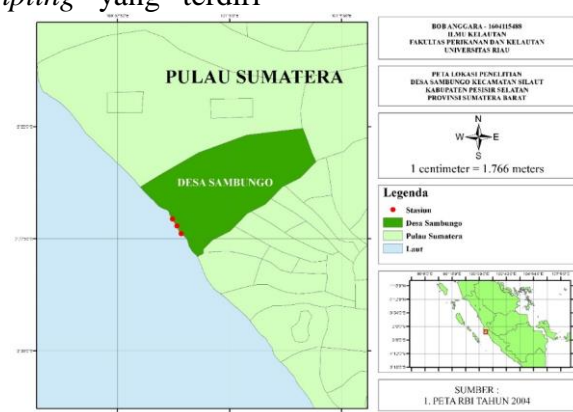 ipling yang terdiri
PULAU SUMATERA
DESA SAMBUNGO
BOB ANGGARA - 1604115488
ILMU KELAUTAN
FAKULTAS PERIKANAN DAN KELAUTAN
UNIVERSITAS RIAU
PETA LOKASI PENELITIAN
DESA SAMBUNGO KECAMATAN SILAUT
KABUPATEN PESISIR SELATAN
PROVINSI SUMATERA BARAT
N
W E
S
1 centimeter = 1.766 meters
Legenda
Stasiun
Desa Sambungo
Pulau Sumatera
Laut
SUMBER :
1. PETA RBI TAHUN 2004